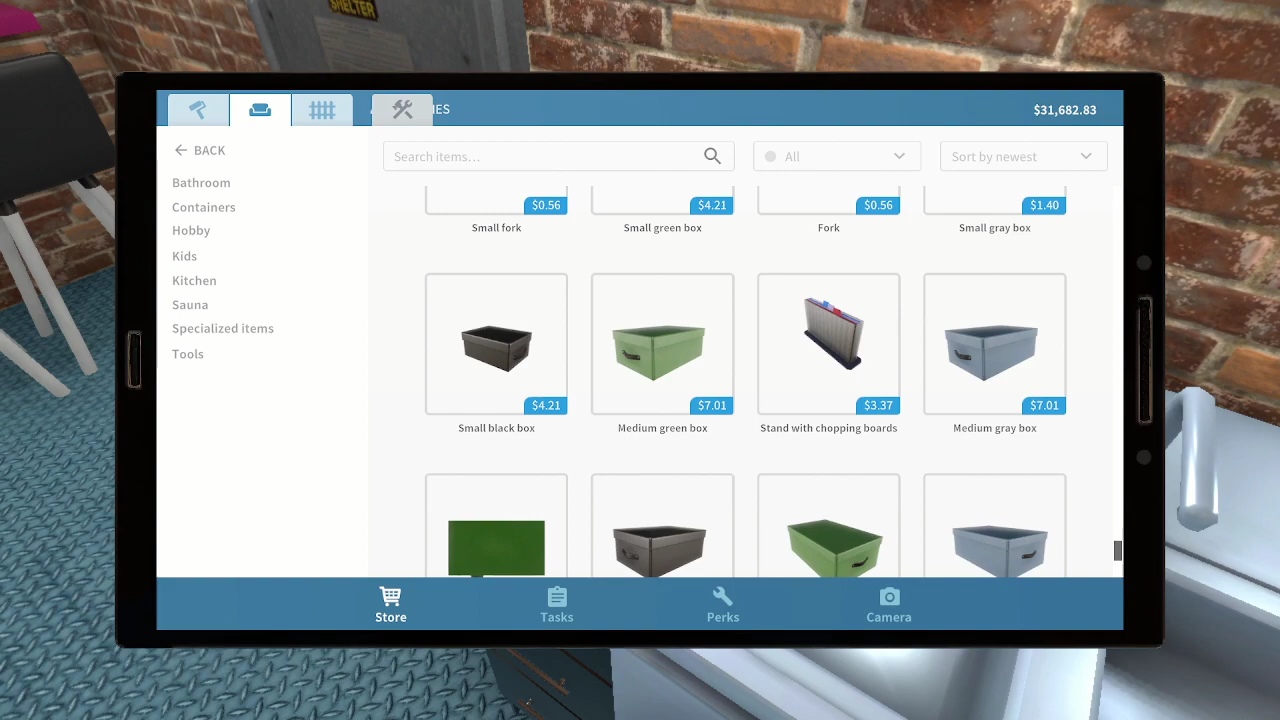 SHELTER
IES
$31,682.83
BACK
Search items...
All
Sort by newest
Bathroom
Containers
Hobby
Kids
Kitchen
Sauna
Specialized items
Tools
$0.56
$4.21
$0.56
$1.40
Small fork
Small green box
Fork
Small gray box
$4.21
$7.01
$3.37
$7.01
Small black box
Medium green box
Stand with chopping boards
Medium gray box
Store
Tasks
Perks
Camera